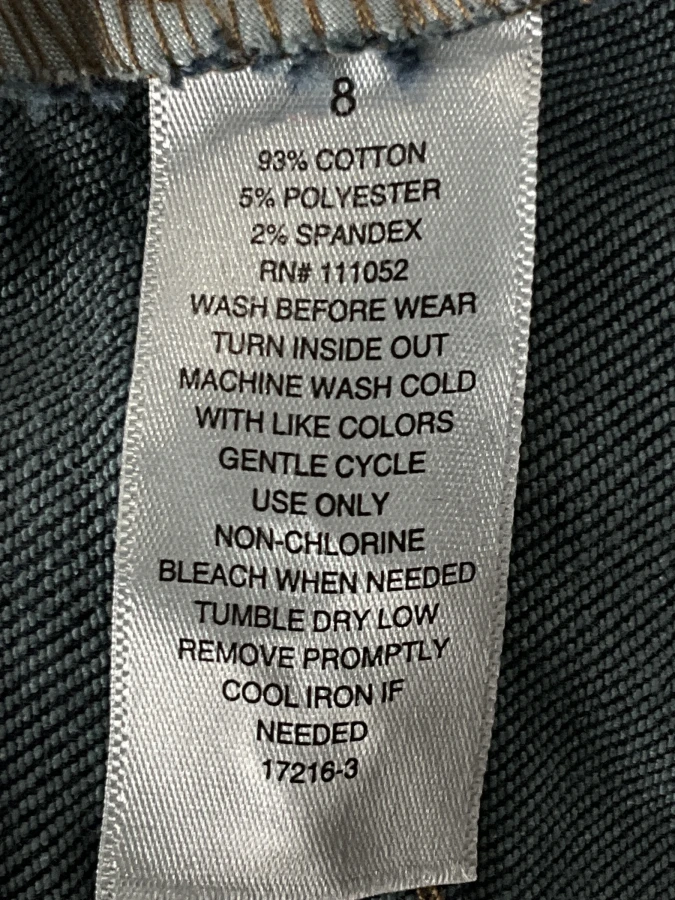 8
93% COTTON
5% POLYESTER
2% SPANDEX
RN# 111052
WASH BEFORE WEAR
TURN INSIDE OUT
MACHINE WASH COLD
WITH LIKE COLORS
GENTLE CYCLE
USE ONLY
NON-CHLORINE
BLEACH WHEN NEEDED
TUMBLE DRY LOW
REMOVE PROMPTLY
COOL IRON IF
NEEDED
17216-3